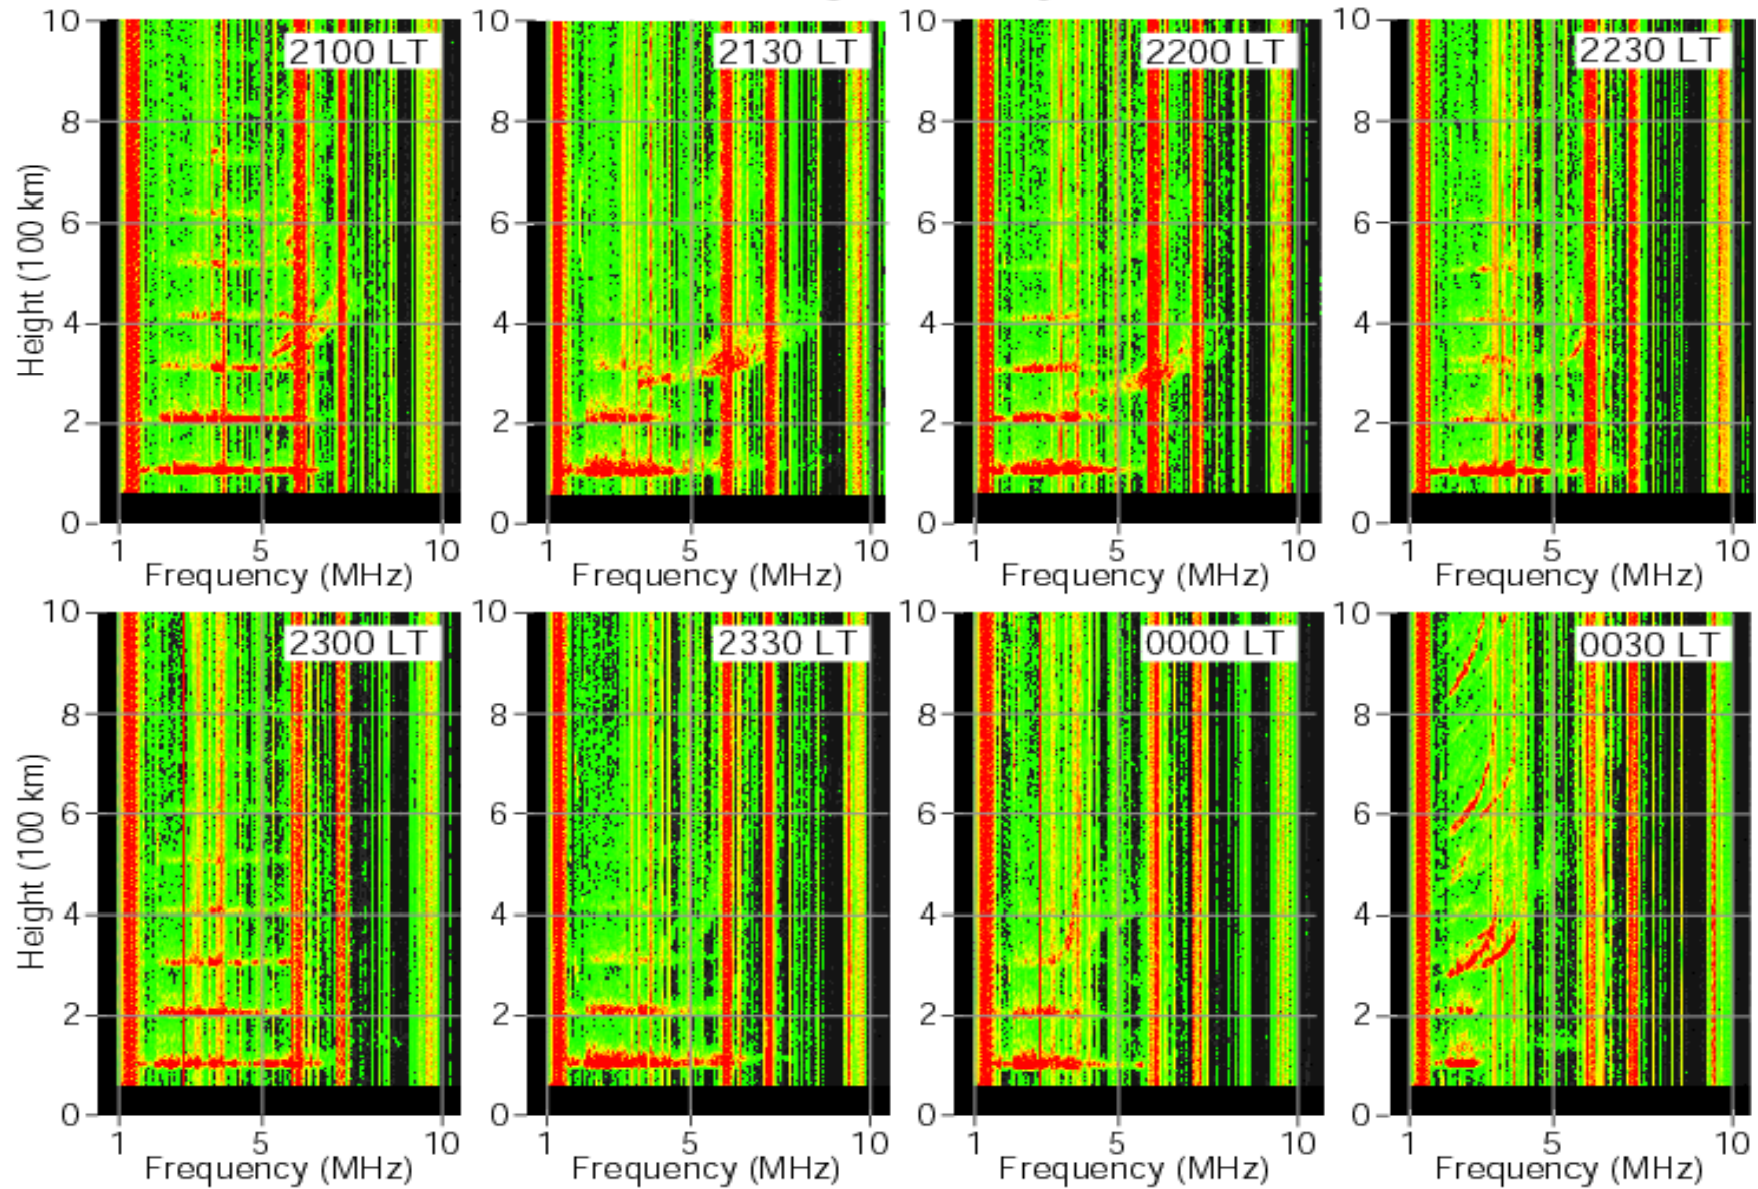 10 2100 LT 10 2130 LT 10 2200 LT 10 2230 LT
8 8 8 8
6 6 6 6
4 4 4 4
2 2 2 2
0 0 0 0
Height (100 km)
1 5 10 1 5 10 1 5 10 1 5 10
Frequency (MHz) Frequency (MHz) Frequency (MHz) Frequency (MHz)
10 2300 LT 10 2330 LT 10 0000 LT 10 0030 LT
8 8 8 8
6 6 6 6
4 4 4 4
2 2 2 2
0 0 0 0
Height (100 km)
1 5 10 1 5 10 1 5 10 1 5 10
Frequency (MHz) Frequency (MHz) Frequency (MHz) Frequency (MHz)